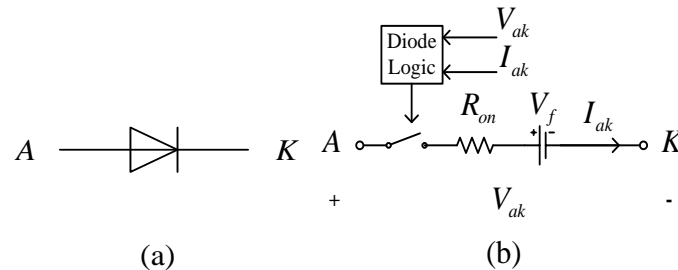 V_ak
Diode
Logic
I_ak
R_on
V_f
I_ak
A
K
A
+ -
K
+
V_ak
-
(a)
(b)